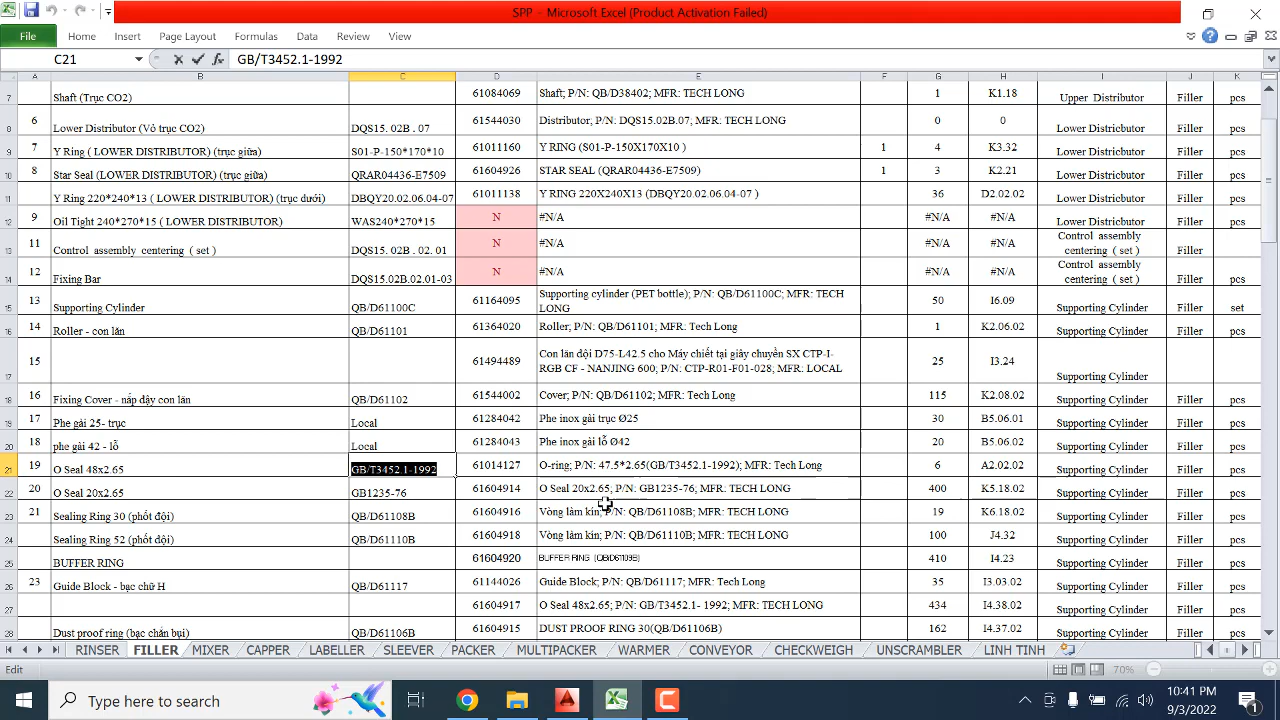 SPP – Microsoft Excel (Product Activation Failed)
File Home Insert Page Layout Formulas Data Review View
C21 fx GB/T3452.1-1992
A B C D E F G H I J K
7 Shaft (Trục CO2) 61084069 Shaft; P/N: QB/D38402; MFR: TECH LONG 1 K1.18 Upper Distributor Filler pcs
8 6 Lower Distributor (Vỏ trục CO2) DQS15. 02B . 07 61544030 Distributor; P/N: DQS15.02B.07; MFR: TECH LONG 0 0 Lower Districbutor Filler pcs
9 7 Y Ring ( LOWER DISTRIBUTOR) (trục giữa) S01-P-150*170*10 61011160 Y RING (S01-P-150X170X10 ) 1 4 K3.32 Lower Districbutor Filler pcs
10 8 Star Seal (LOWER DISTRIBUTOR) (trục giữa) QRAR04436-E7509 61604926 STAR SEAL (QRAR04436-E7509) 1 3 K2.21 Lower Districbutor Filler pcs
11 Y Ring 220*240*13 ( LOWER DISTRIBUTOR) (trục dưới) DBQY20.02.06.04-07 61011138 Y RING 220X240X13 (DBQY20.02.06.04-07 ) 36 D2.02.02 Lower Districbutor Filler pcs
12 9 Oil Tight 240*270*15 ( LOWER DISTRIBUTOR) WAS240*270*15 N #N/A #N/A #N/A Lower Districbutor Filler pcs
13 11 Control assembly centering ( set ) DQS15. 02B . 02. 01 N #N/A #N/A #N/A Control assembly centering ( set ) Filler
14 12 Fixing Bar DQS15.02B.02.01-03 N #N/A #N/A #N/A Control assembly centering ( set ) Filler pcs
15 13 Supporting Cylinder QB/D61100C 61164095 Supporting cylinder (PET bottle); P/N: QB/D61100C; MFR: TECH LONG 50 I6.09 Supporting Cylinder Filler set
16 14 Roller - con lăn QB/D61101 61364020 Roller; P/N: QB/D61101; MFR: Tech Long 1 K2.06.02 Supporting Cylinder Filler pcs
17 15 61494489 Con lăn dội D75-L42.5 cho Máy chiết tại giây chuyền SX CTP-I-RGB CF - NANJING 600; P/N: CTP-R01-F01-028; MFR: LOCAL 25 I3.24 Supporting Cylinder Filler pcs
18 16 Fixing Cover - nắp dậy con lăn QB/D61102 61544002 Cover; P/N: QB/D61102; MFR: Tech Long 115 K2.08.02 Supporting Cylinder Filler pcs
19 17 Phe gài 25- trục Local 61284042 Phe inox gài trục Ø25 30 B5.06.01 Supporting Cylinder Filler pcs
20 18 phe gài 42 - lỗ Local 61284043 Phe inox gài lỗ Ø42 20 B5.06.02 Supporting Cylinder Filler pcs
21 19 O Seal 48x2.65 GB/T3452.1-1992 61014127 O-ring; P/N: 47.5*2.65(GB/T3452.1-1992); MFR: Tech Long 6 A2.02.02 Supporting Cylinder Filler pcs
22 20 O Seal 20x2.65 GB1235-76 61604914 O Seal 20x2.65; P/N: GB1235-76; MFR: TECH LONG 400 K5.18.02 Supporting Cylinder Filler pcs
23 21 Sealing Ring 30 (phốt đội) QB/D61108B 61604916 Vòng làm kín; P/N: QB/D61108B; MFR: TECH LONG 19 K6.18.02 Supporting Cylinder Filler pcs
24 Sealing Ring 52 (phốt đội) QB/D61110B 61604918 Vòng làm kín; P/N: QB/D61110B; MFR: TECH LONG 100 J4.32 Supporting Cylinder Filler pcs
25 BUFFER RING 61604920 BUFFER RING (QB/D61109B) 410 I4.23 Supporting Cylinder Filler pcs
26 23 Guide Block - bạc chữ H QB/D61117 61144026 Guide Block; P/N: QB/D61117; MFR: Tech Long 35 I3.03.02 Supporting Cylinder Filler pcs
27 61604917 O Seal 48x2.65; P/N: GB/T3452.1- 1992; MFR: TECH LONG 434 I4.38.02 Supporting Cylinder Filler pcs
28 Dust proof ring (bạc chắn bụi) QB/D61106B 61604915 DUST PROOF RING 30(QB/D61106B) 162 I4.37.02 Supporting Cylinder Filler pcs
RINSER FILLER MIXER CAPPER LABELLER SLEEVER PACKER MULTIPACKER WARMER CONVEYOR CHECKWEIGH UNSCRAMBLER LINH TINH
Edit 70%
Type here to search 10:41 PM
9/3/2022 1